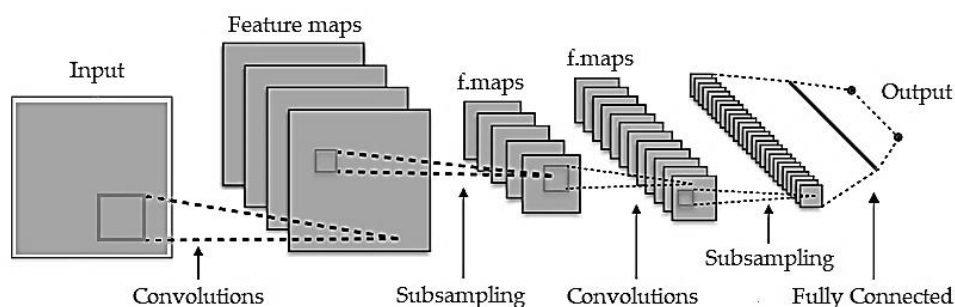 Feature maps
Input
f.maps
f.maps
Output
Subsampling
Convolutions
Subsampling
Convolutions
Fully Connected